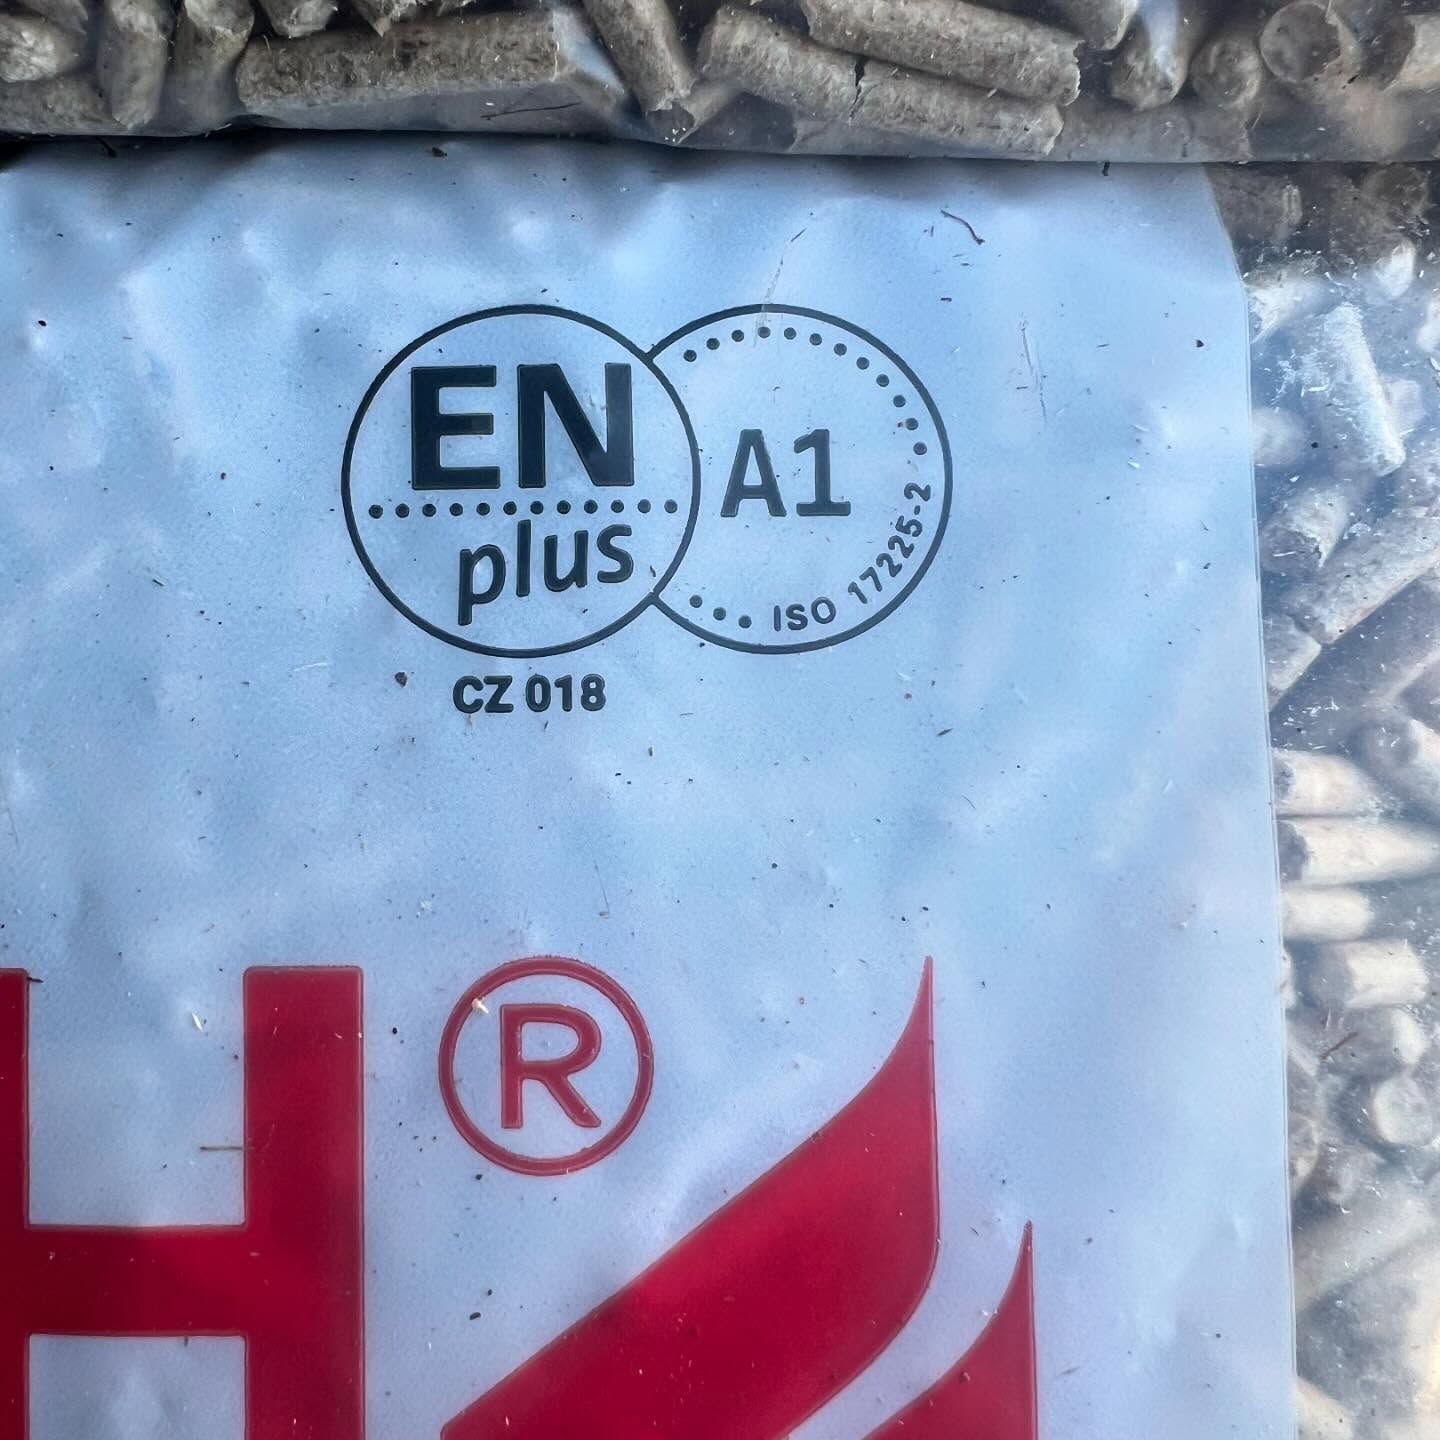 EN
plus
A1
ISO 17225-2
CZ 018
H®